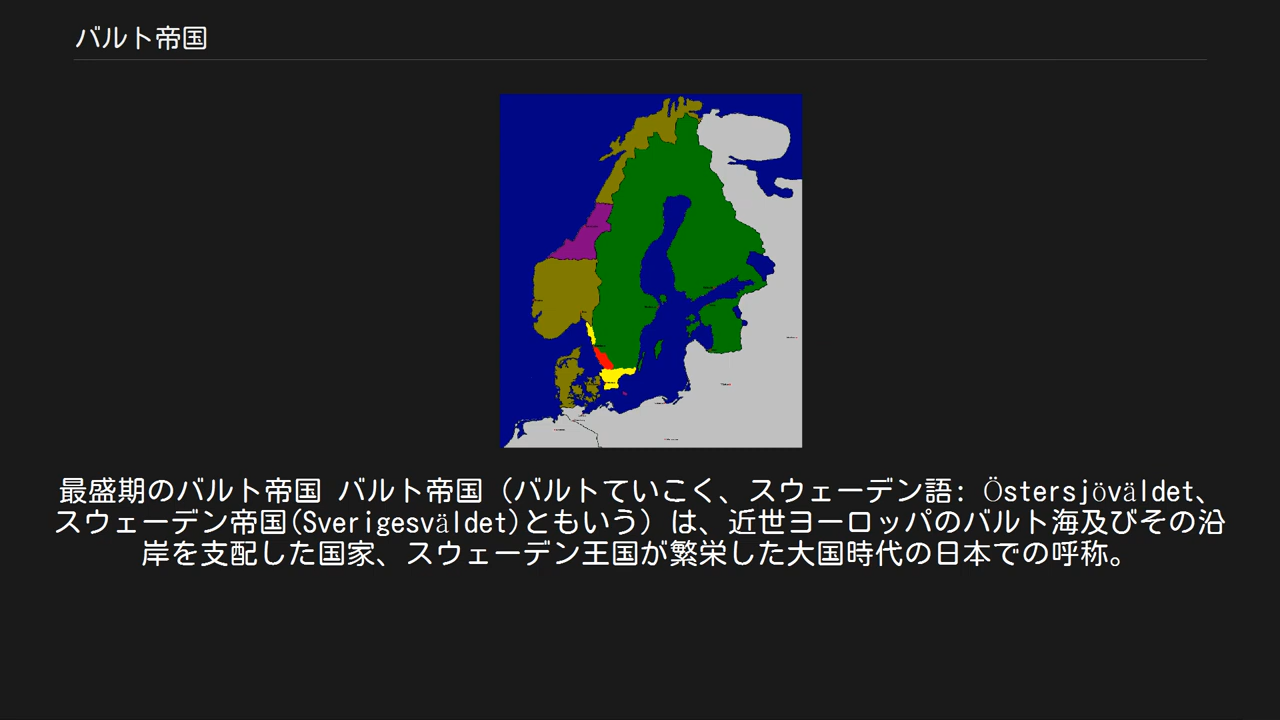 バルト帝国
最盛期のバルト帝国 バルト帝国（バルトていこく、スウェーデン語: Östersjöväldet、
スウェーデン帝国(Sverigesväldet)ともいう）は、近世ヨーロッパのバルト海及びその沿
岸を支配した国家、スウェーデン王国が繁栄した大国時代の日本での呼称。